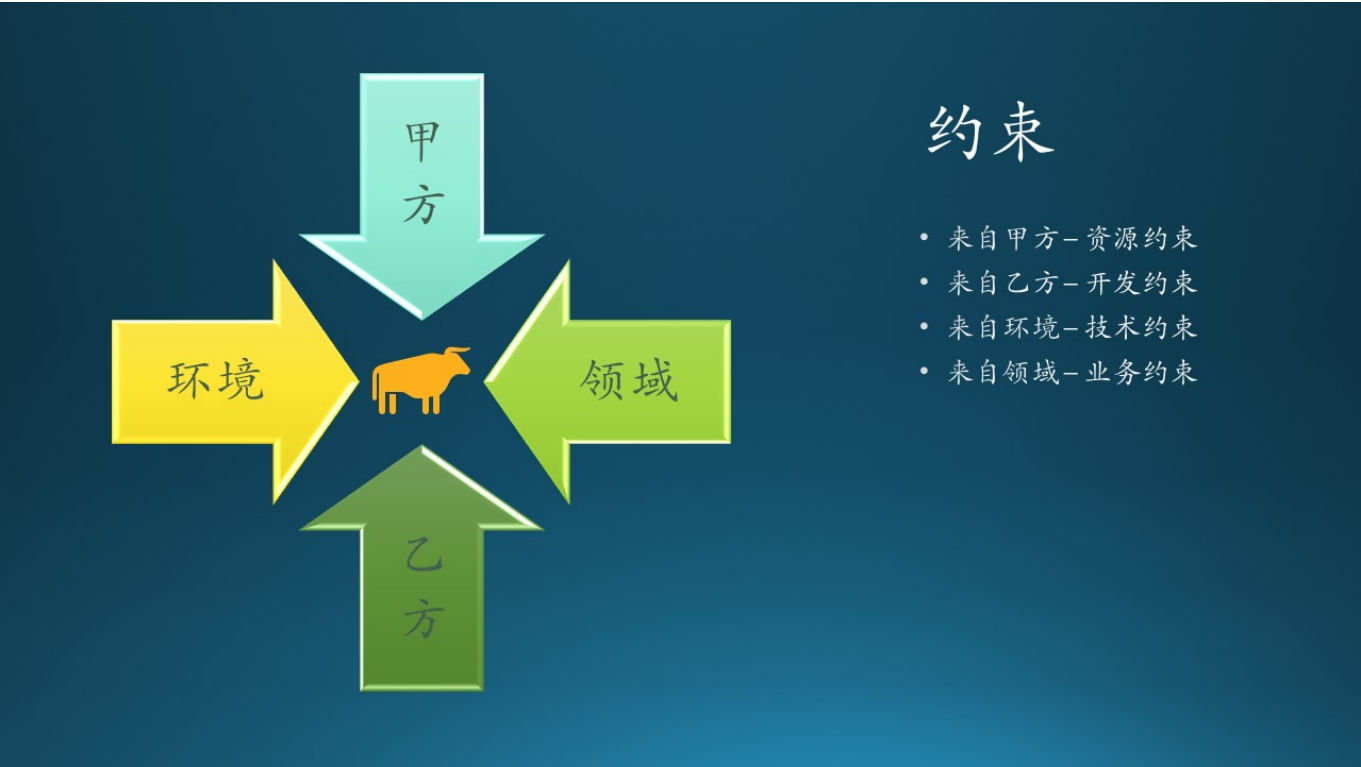 甲
方
环境
领域
乙
方
约束
• 来自甲方–资源约束
• 来自乙方–开发约束
• 来自环境–技术约束
• 来自领域–业务约束